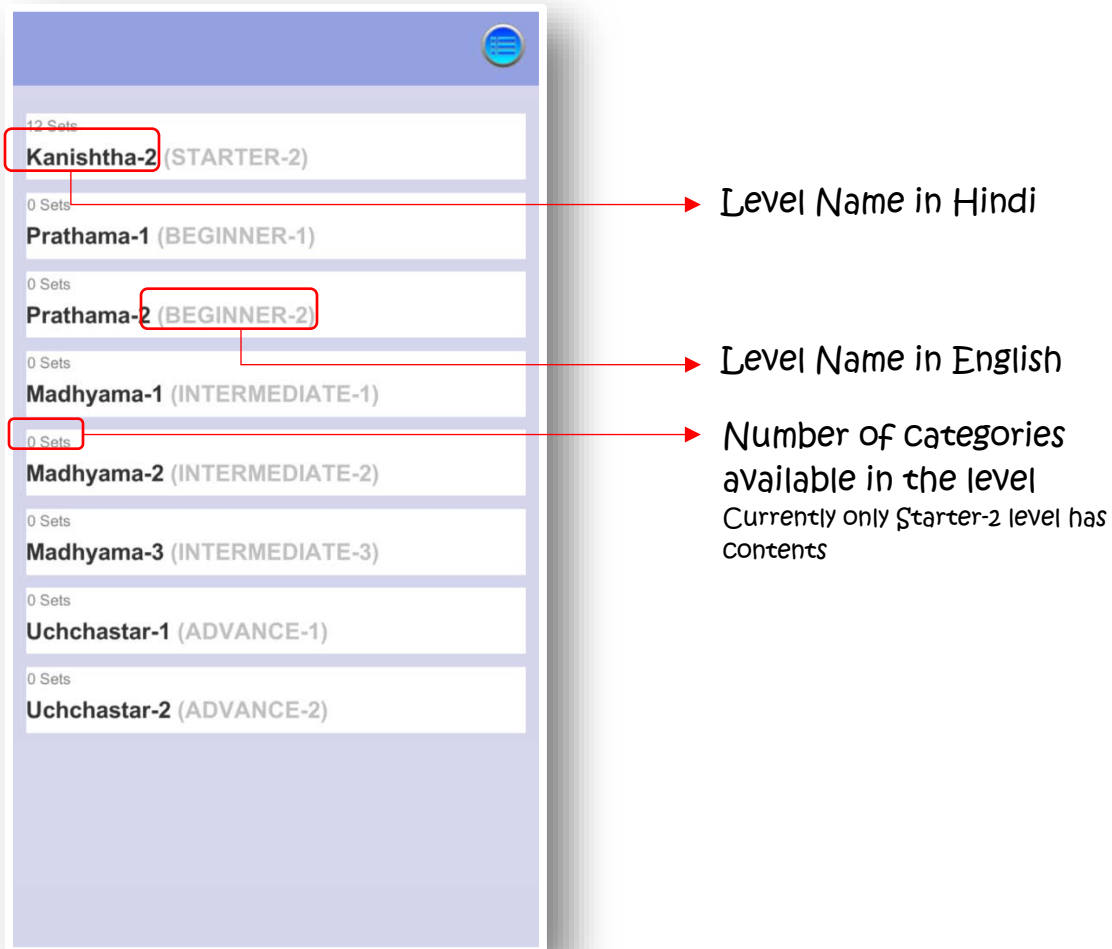 12 Sets
Kanishtha-2 (STARTER-2)
0 Sets
Prathama-1 (BEGINNER-1)
0 Sets
Prathama-2 (BEGINNER-2)
0 Sets
Madhyama-1 (INTERMEDIATE-1)
0 Sets
Madhyama-2 (INTERMEDIATE-2)
0 Sets
Madhyama-3 (INTERMEDIATE-3)
0 Sets
Uchchastar-1 (ADVANCE-1)
0 Sets
Uchchastar-2 (ADVANCE-2)
Level Name in Hindi
Level Name in English
Number of categories
available in the level
Currently only Starter-2 level has
contents